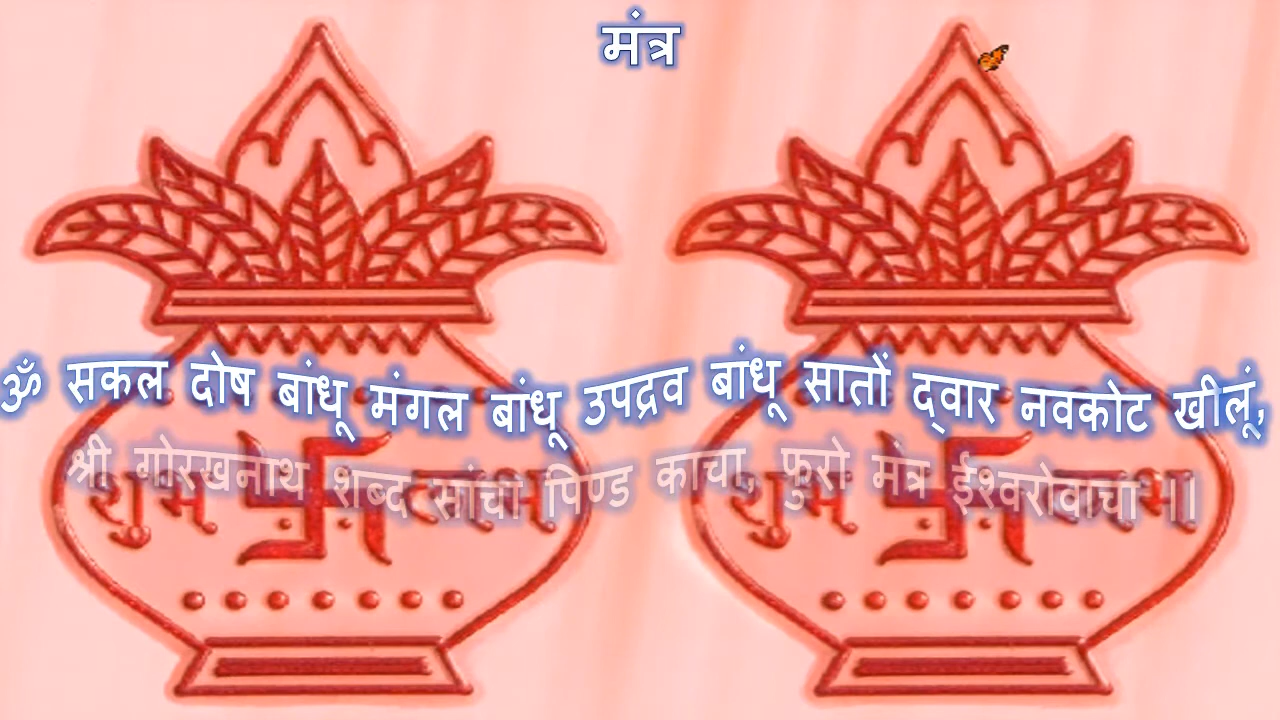 मंत्र
ॐ सकल दोष बांधू मंगल बांधू उपद्रव बांधू सातों द्वार नवकोट खीलूं,
श्री गोरखनाथ शब्द सांचा पिण्ड काचा, फुरो मंत्र ईश्वरोवाचा ॥
शुभ लाभ शुभ लाभ